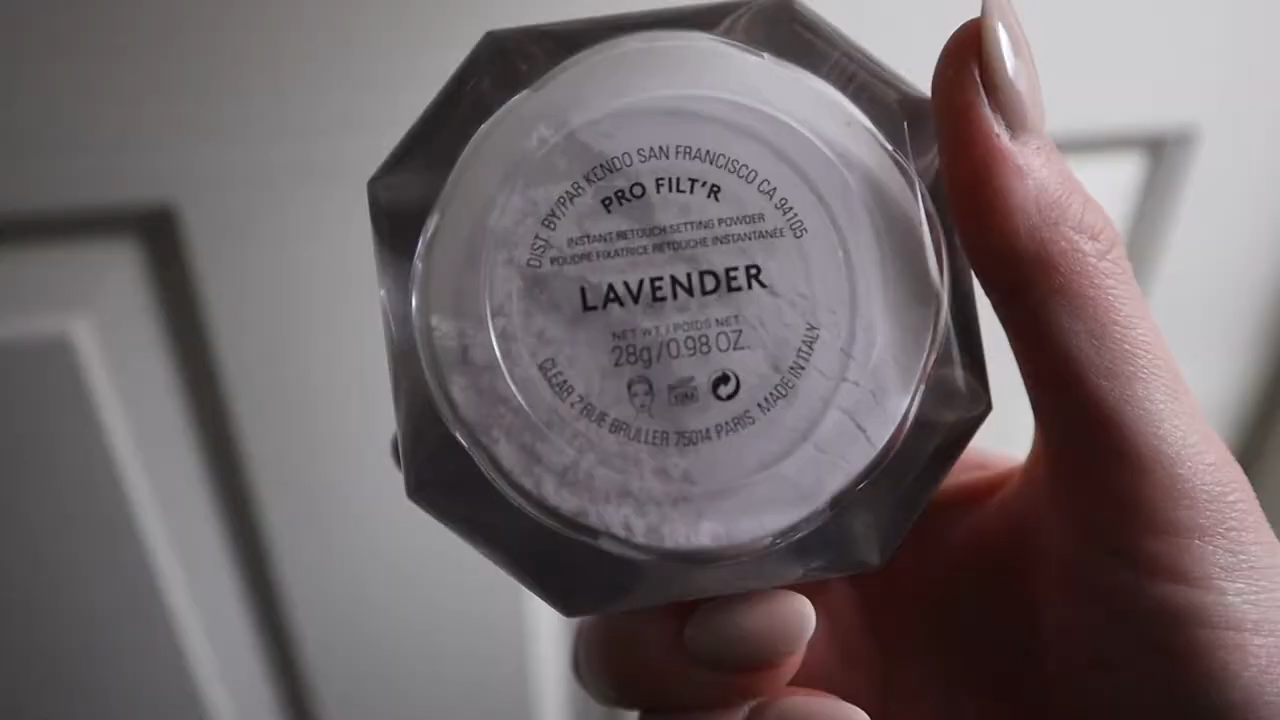 DIST. BY/PAR KENDO SAN FRANCISCO CA 94105
PRO FILT'R
INSTANT RETOUCH SETTING POWDER
POUDRE FIXATRICE RETOUCHE INSTANTANÉE
LAVENDER
NET WT. / POIDS NET
28g/0.98 OZ.
12M
CLEAR 2 RUE BRULLER 75014 PARIS MADE IN ITALY